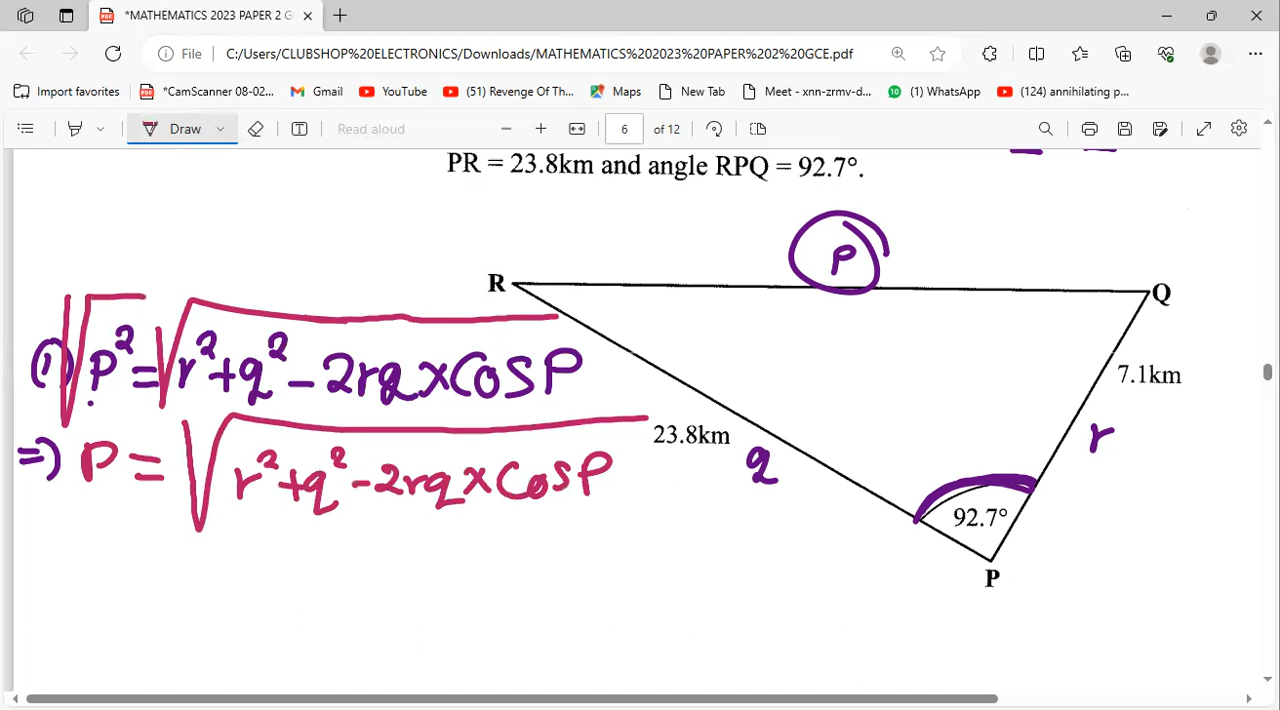 *MATHEMATICS 2023 PAPER 2 G
File C:/Users/CLUBSHOP%20ELECTRONICS/Downloads/MATHEMATICS%202023%20PAPER%202%20GCE.pdf
Import favorites *CamScanner 08-02... Gmail YouTube (51) Revenge Of Th... Maps New Tab Meet - xnn-zrmv-d... 10 (1) WhatsApp (124) annihilating p...
Draw Read aloud 6 of 12
PR = 23.8km and angle RPQ = 92.7°.
P
R
Q
(1) √P² = √r² + q² - 2rq x Cos P
7.1km
=) P = √r² + q² - 2rq x Cos P
23.8km
r
q
92.7°
P